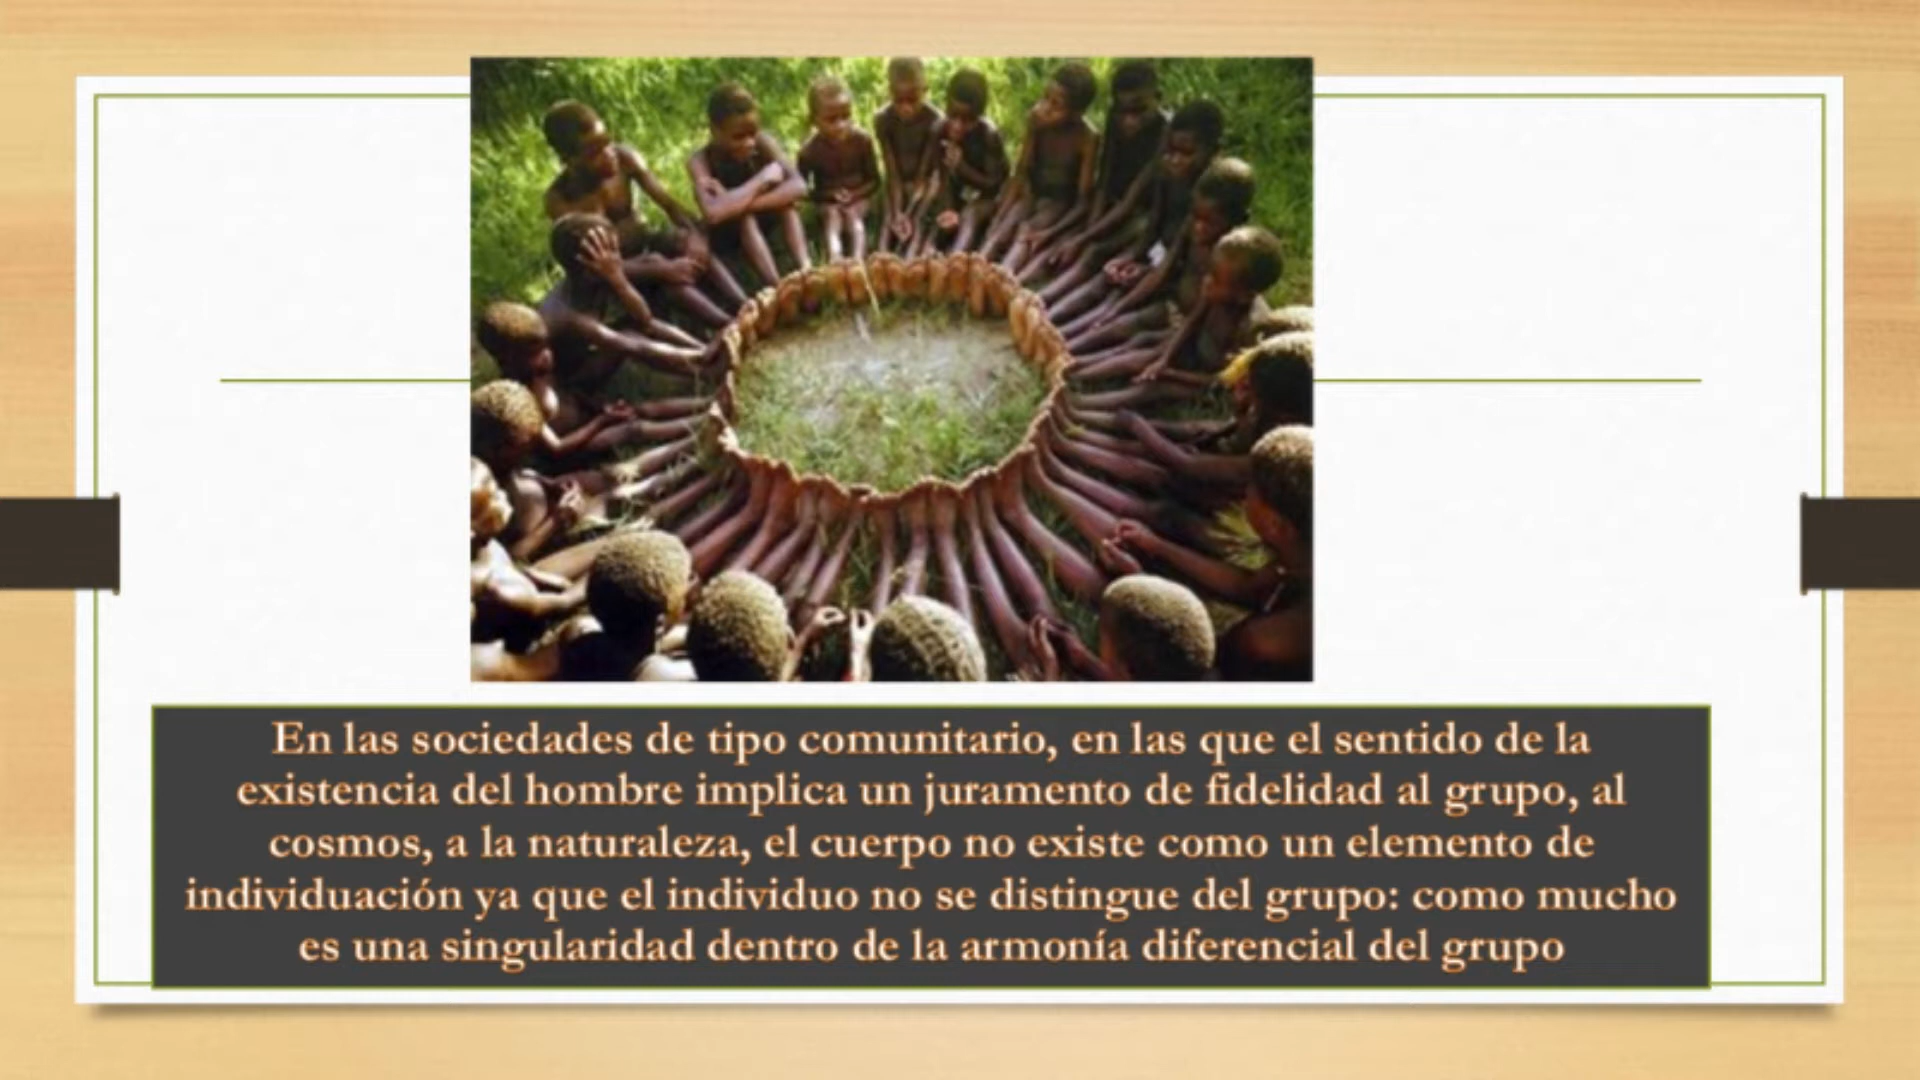 En las sociedades de tipo comunitario, en las que el sentido de la
existencia del hombre implica un juramento de fidelidad al grupo, al
cosmos, a la naturaleza, el cuerpo no existe como un elemento de
individuación ya que el individuo no se distingue del grupo: como mucho
es una singularidad dentro de la armonía diferencial del grupo